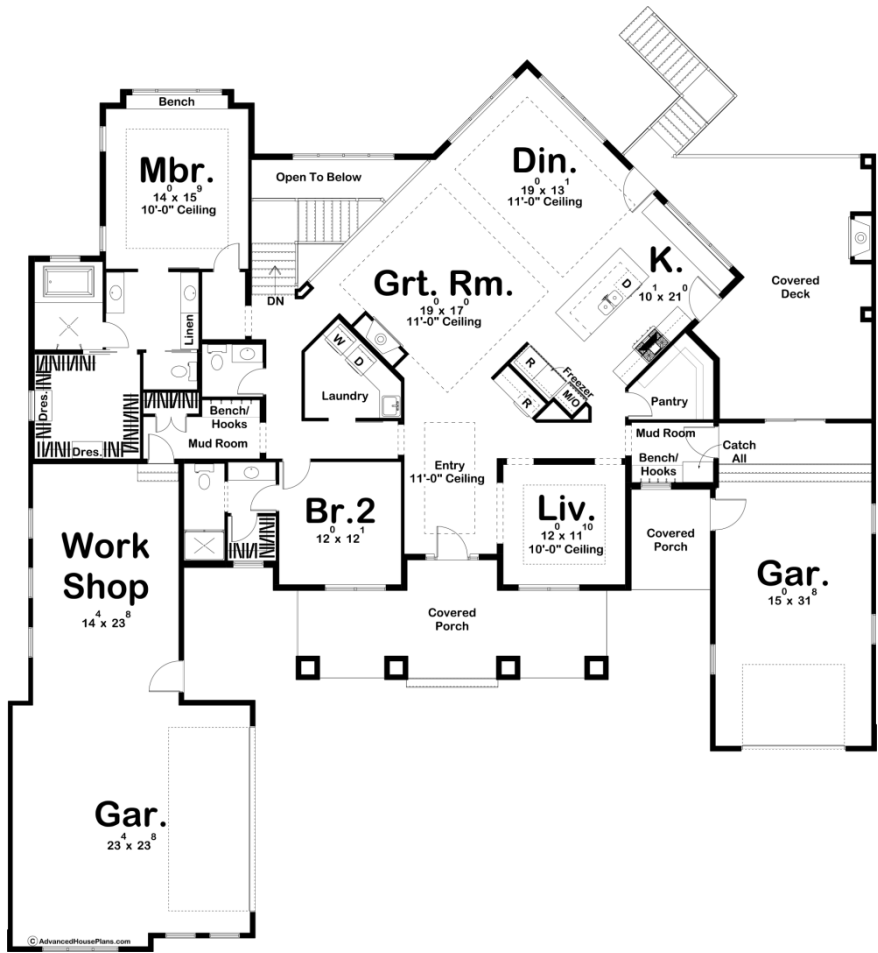 Bench
Mbr.
14⁰ x 15⁹
10'-0" Ceiling
Open To Below
DN
Din.
19⁰ x 13¹
11'-0" Ceiling
Grt. Rm.
19⁰ x 17⁰
11'-0" Ceiling
K.
10¹ x 21⁰
D
Covered
Deck
Linen
W
D
Laundry
R
Freezer
M/O
R
Pantry
Dres.
Dres.
Bench/
Hooks
Mud Room
Mud Room
Bench/
Hooks
Catch
All
Entry
11'-0" Ceiling
Br.2
12⁰ x 12¹
Liv.
12⁰ x 11¹⁰
10'-0" Ceiling
Covered
Porch
Work
Shop
14⁴ x 23⁸
Gar.
15⁰ x 31⁸
Covered
Porch
Gar.
23⁴ x 23⁸
© AdvancedHousePlans.com